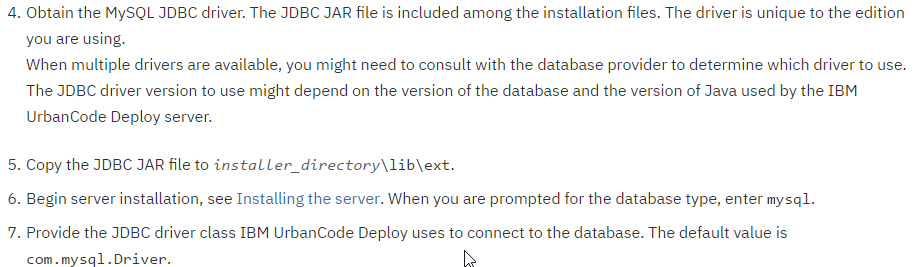 4. Obtain the MySQL JDBC driver. The JDBC JAR file is included among the installation files. The driver is unique to the edition
you are using.
When multiple drivers are available, you might need to consult with the database provider to determine which driver to use.
The JDBC driver version to use might depend on the version of the database and the version of Java used by the IBM
UrbanCode Deploy server.
5. Copy the JDBC JAR file to installer_directory\lib\ext.
6. Begin server installation, see Installing the server. When you are prompted for the database type, enter mysql.
7. Provide the JDBC driver class IBM UrbanCode Deploy uses to connect to the database. The default value is
com.mysql.Driver.